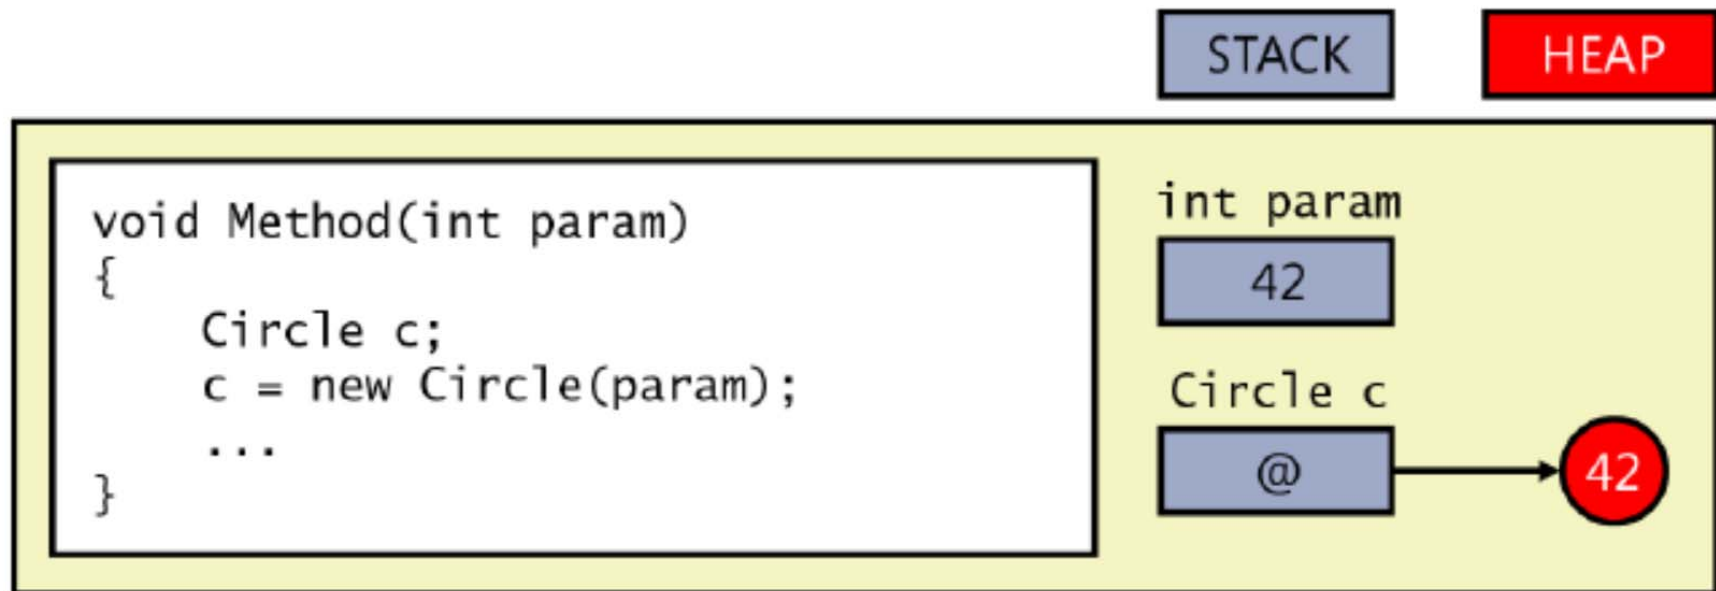 STACK
HEAP
void Method(int param)
{
    Circle c;
    c = new Circle(param);
    ...
}
int param
42
Circle c
@
42